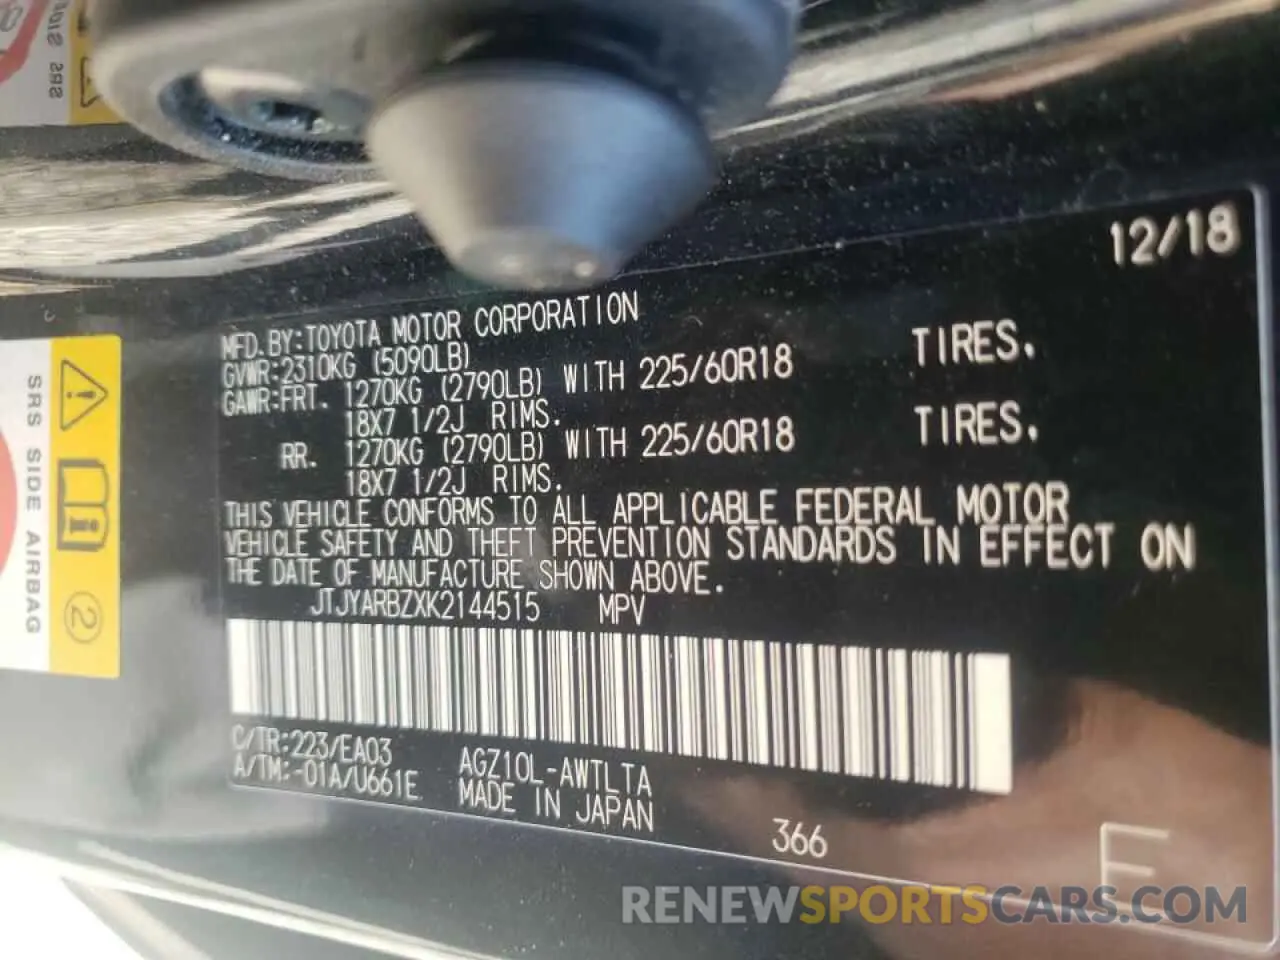 12/18
MFD.BY:TOYOTA MOTOR CORPORATION
GVWR:2310KG (5090LB)
GAWR:FRT. 1270KG (2790LB) WITH 225/60R18 TIRES.
18X7 1/2J RIMS.
RR. 1270KG (2790LB) WITH 225/60R18 TIRES.
18X7 1/2J RIMS.
THIS VEHICLE CONFORMS TO ALL APPLICABLE FEDERAL MOTOR
VEHICLE SAFETY AND THEFT PREVENTION STANDARDS IN EFFECT ON
THE DATE OF MANUFACTURE SHOWN ABOVE.
JTJYARBZXK2144515 MPV
C/TR:223/EA03 AGZ10L-AWTLTA
A/TM:-01A/U661E MADE IN JAPAN
366
E
SRS SIDE AIRBAG
2
SRS SIDE
RENEWSPORTSCARS.COM